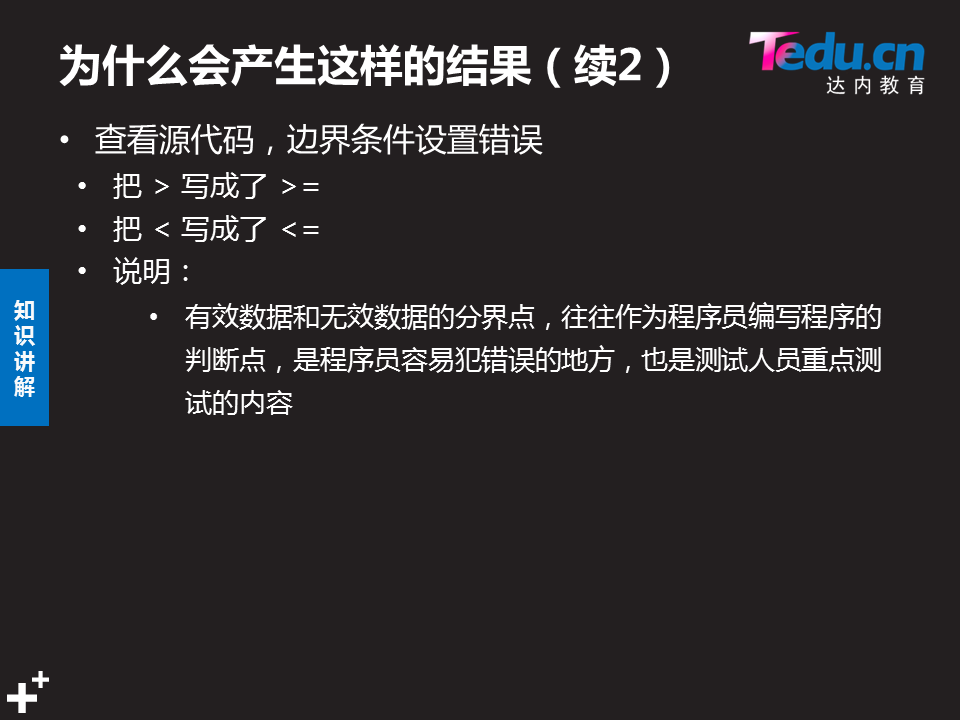 为什么会产生这样的结果（续2）
Tedu.cn
达内教育
• 查看源代码，边界条件设置错误
• 把 > 写成了 >=
• 把 < 写成了 <=
• 说明：
• 有效数据和无效数据的分界点，往往作为程序员编写程序的
判断点，是程序员容易犯错误的地方，也是测试人员重点测
试的内容
知
识
讲
解